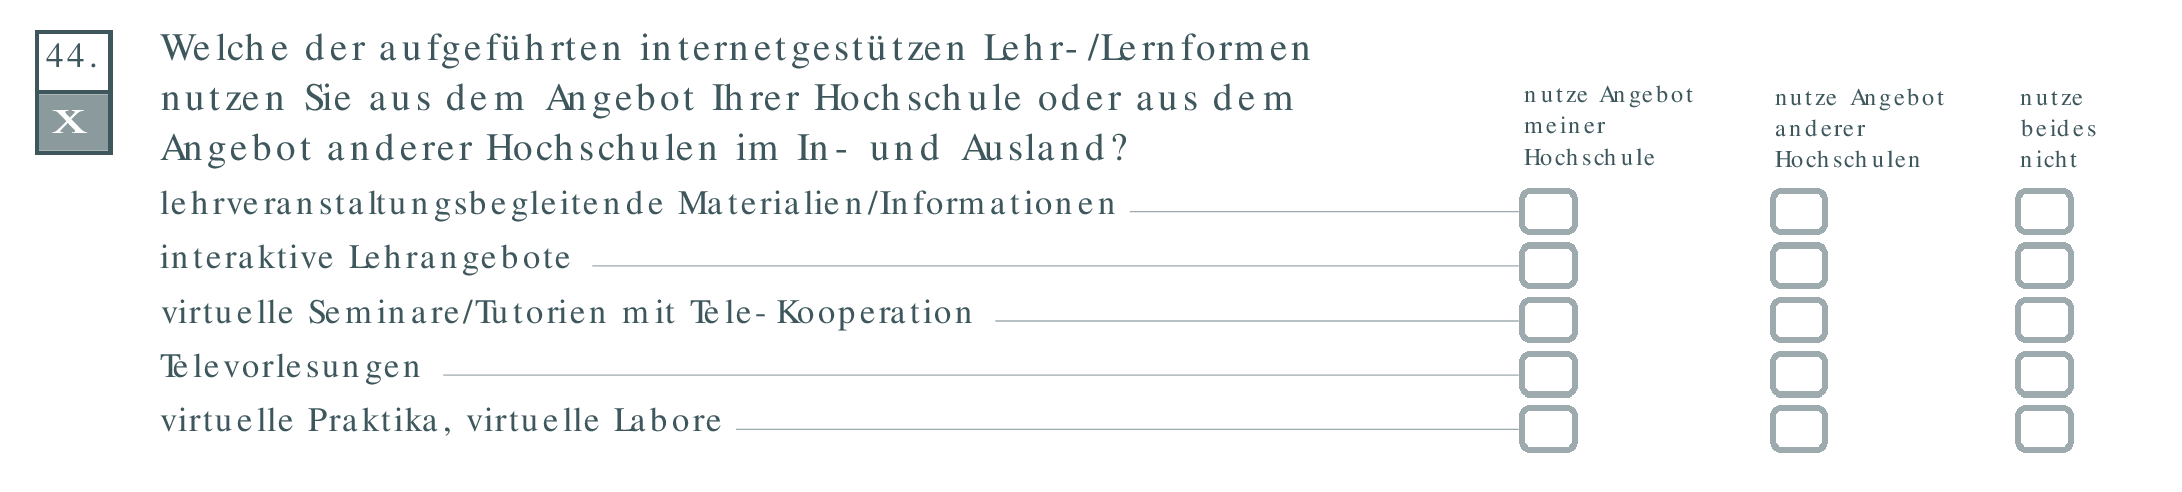 44.
X
Welche der aufgeführten internetgestützen Lehr-/Lernformen
nutzen Sie aus dem Angebot Ihrer Hochschule oder aus dem
Angebot anderer Hochschulen im In- und Ausland?
nutze Angebot
meiner
Hochschule
nutze Angebot
anderer
Hochschulen
nutze
beides
nicht
lehrveranstaltungsbegleitende Materialien/Informationen
interaktive Lehrangebote
virtuelle Seminare/Tutorien mit Tele-Kooperation
Televorlesungen
virtuelle Praktika, virtuelle Labore